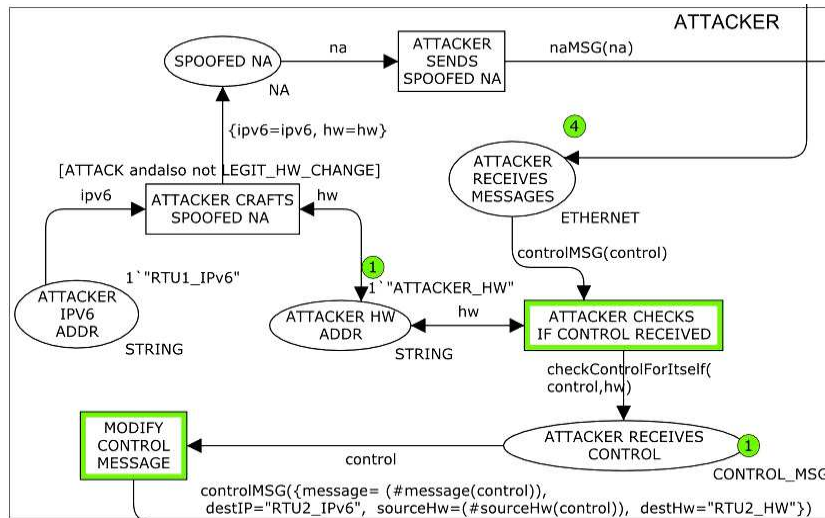 ATTACKER
SPOFED NA
NA
na
ATTACKER
SENDS
SPOOFED NA
naMSG(na)
{ipv6=ipv6, hw=hw}
4
ATTACKER
RECEIVES
MESSAGES
ETHERNET
[ATTACK andalso not LEGIT_HW_CHANGE]
ipv6
ATTACKER CRAFTS
SPOOFED NA
hw
controlMSG(control)
1
1`"RTU1_IPv6"
1`"ATTACKER_HW"
ATTACKER
IPV6
ADDR
STRING
ATTACKER HW
ADDR
STRING
hw
ATTACKER CHECKS
IF CONTROL RECEIVED
checkControlForItself(
control,hw)
MODIFY
CONTROL
MESSAGE
control
ATTACKER RECEIVES
CONTROL
1
CONTROL_MSG
controlMSG({message= (#message(control)),
destIP="RTU2_IPv6", sourceHw=(#sourceHw(control)), destHw="RTU2_HW"})